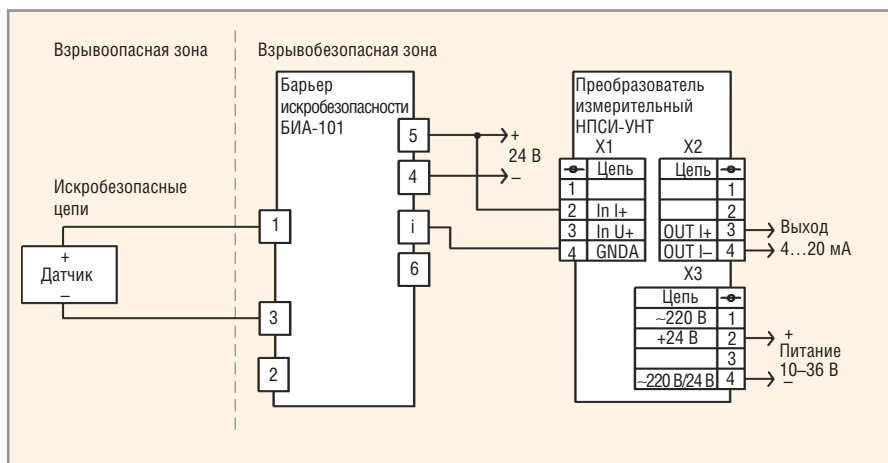 Взрывоопасная зона
Взрывобезопасная зона
Барьер
искробезопасности
БИА-101
5
4
i
6
1
3
2
+
24 В
–
Искробезопасные
цепи
+
Датчик
–
Преобразователь
измерительный
НПСИ-УНТ
X1
Цепь
1
2 In I+
3 In U+
4 GNDA
X2
Цепь
1
2
OUT I+ 3
OUT I– 4
Выход
4…20 мА
X3
Цепь
~220 В 1
+24 В 2
3
~220 В/24 В 4
+
Питание
10–36 В
–